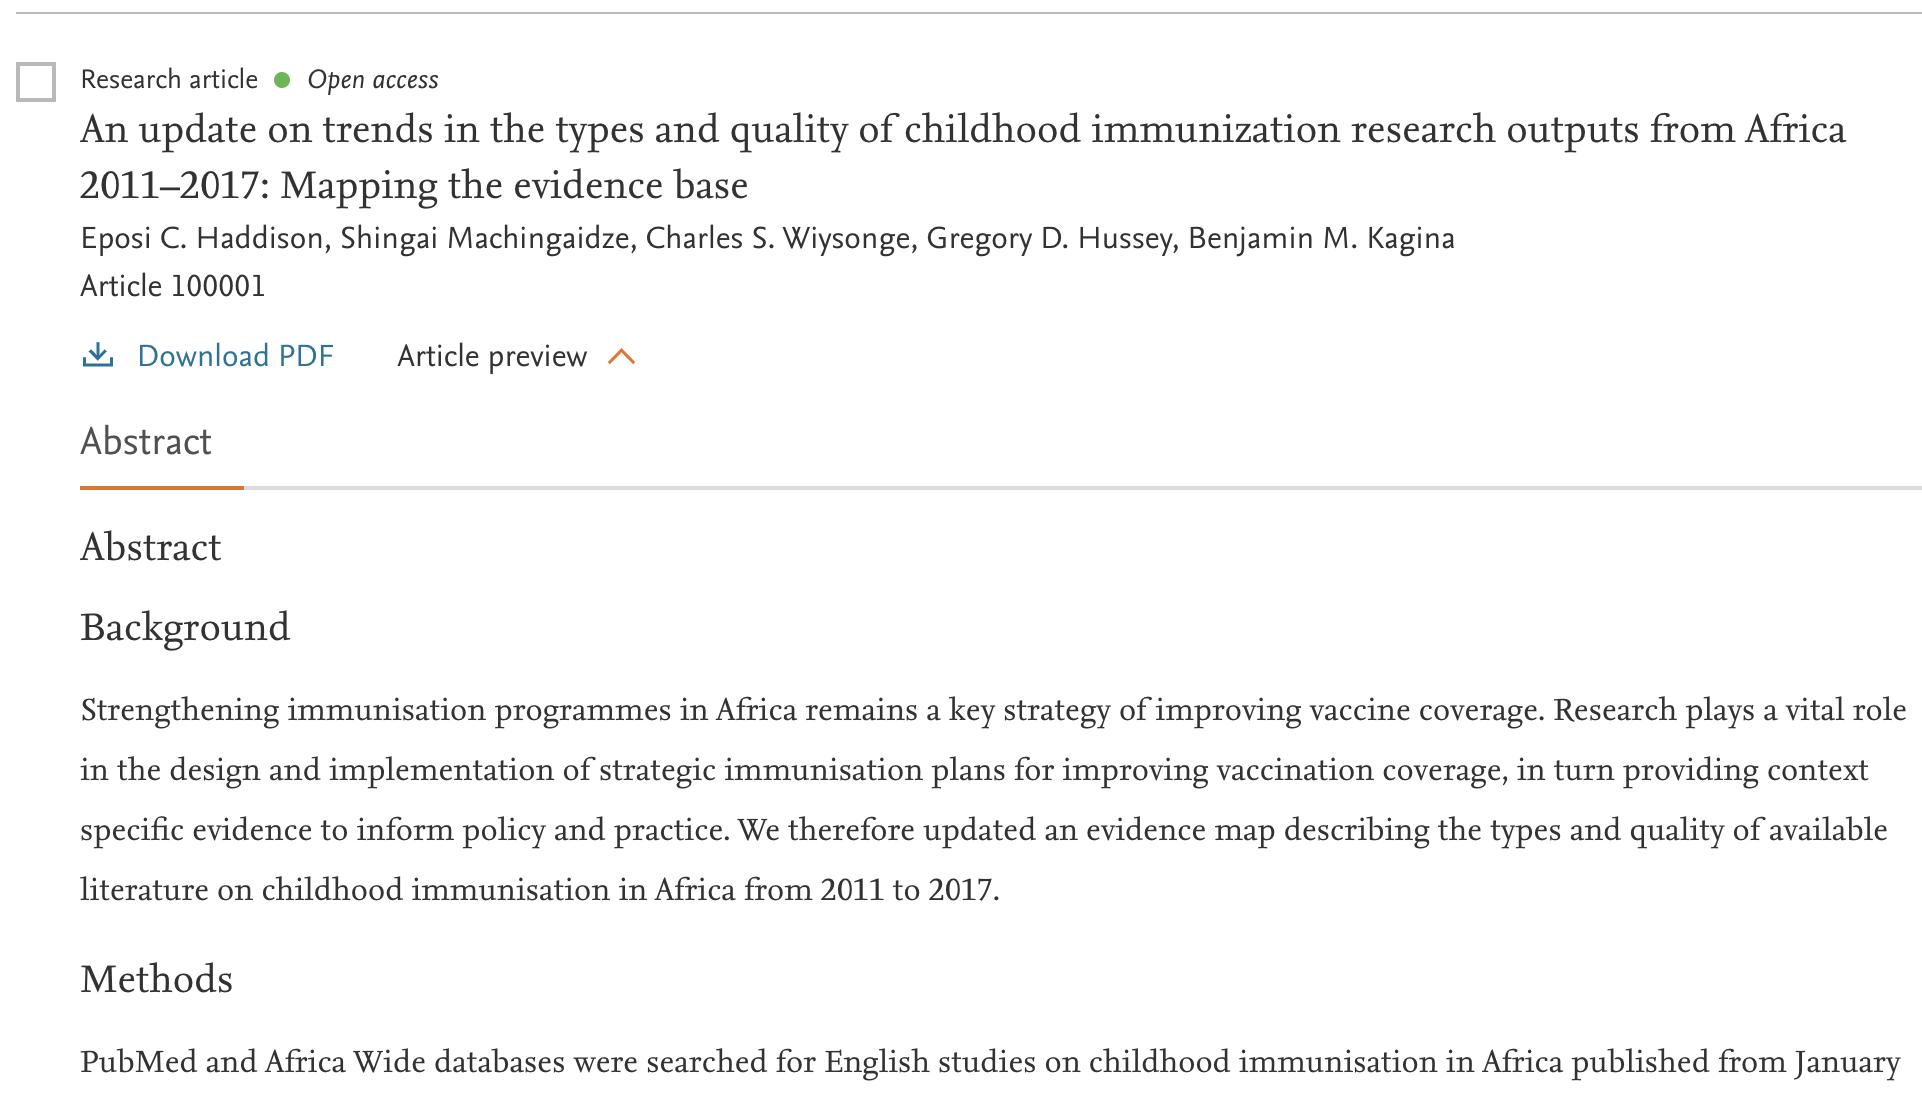 Research article ● Open access
An update on trends in the types and quality of childhood immunization research outputs from Africa
2011–2017: Mapping the evidence base
Eposi C. Haddison, Shingai Machingaidze, Charles S. Wiysonge, Gregory D. Hussey, Benjamin M. Kagina
Article 100001
Download PDF Article preview
Abstract
Abstract
Background
Strengthening immunisation programmes in Africa remains a key strategy of improving vaccine coverage. Research plays a vital role
in the design and implementation of strategic immunisation plans for improving vaccination coverage, in turn providing context
specific evidence to inform policy and practice. We therefore updated an evidence map describing the types and quality of available
literature on childhood immunisation in Africa from 2011 to 2017.
Methods
PubMed and Africa Wide databases were searched for English studies on childhood immunisation in Africa published from January